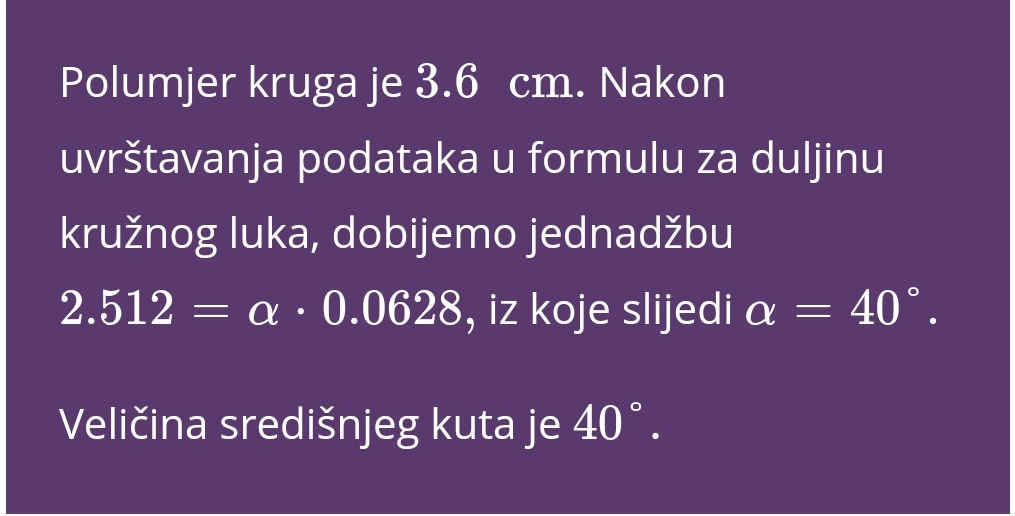 Polumjer kruga je 3.6 cm. Nakon
uvrštavanja podataka u formulu za duljinu
kružnog luka, dobijemo jednadžbu
2.512 = α · 0.0628, iz koje slijedi α = 40°.
Veličina središnjeg kuta je 40°.